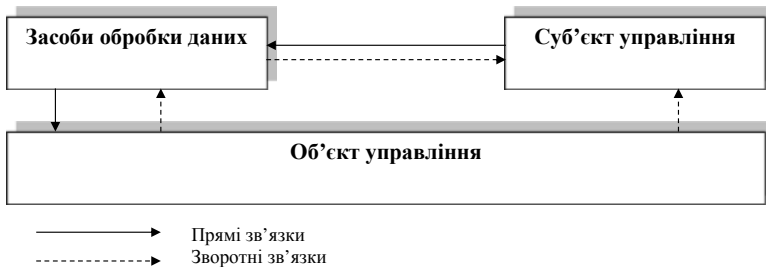 Засоби обробки даних
Суб’єкт управління
Об’єкт управління
Прямі зв’язки
Зворотні зв’язки